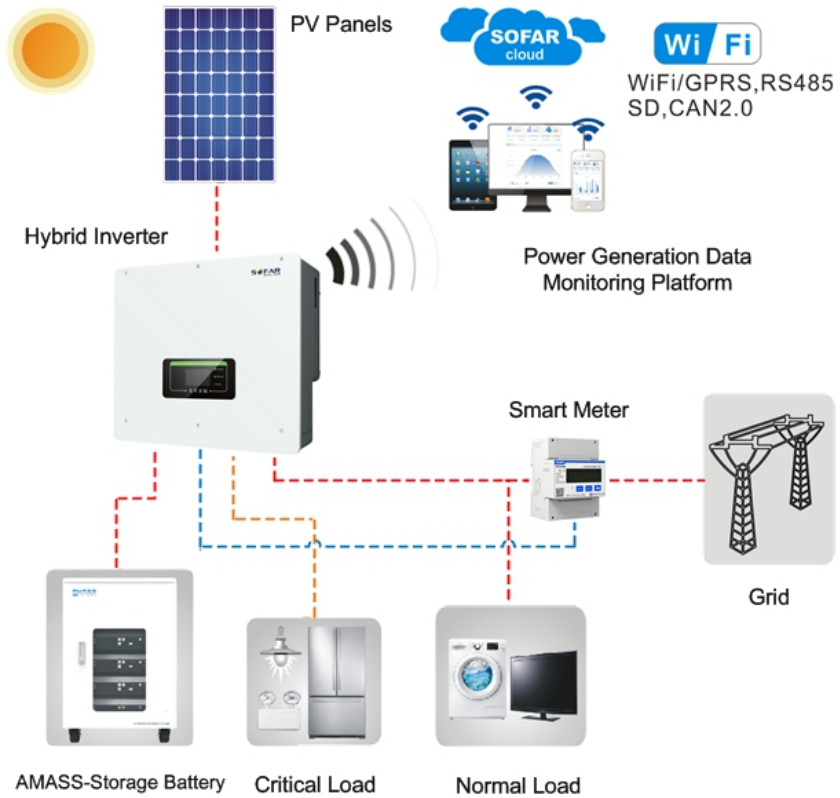 PV Panels
SOFAR
cloud
Wi Fi
WiFi/GPRS,RS485
SD,CAN2.0
Hybrid Inverter
SOFAR
Power Generation Data
Monitoring Platform
Smart Meter
Grid
AMASS
AMASS-Storage Battery
Critical Load
Normal Load